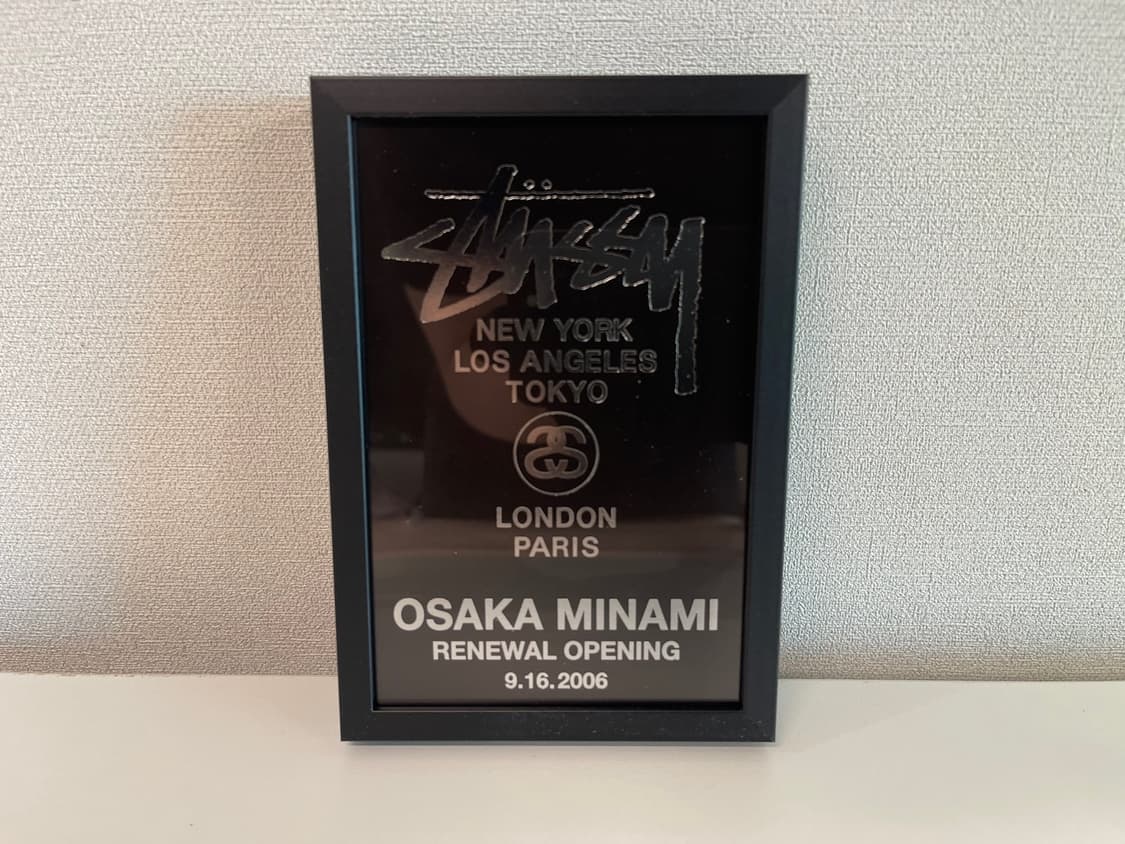 Stüssy
NEW YORK
LOS ANGELES
TOKYO
LONDON
PARIS
OSAKA MINAMI
RENEWAL OPENING
9.16.2006